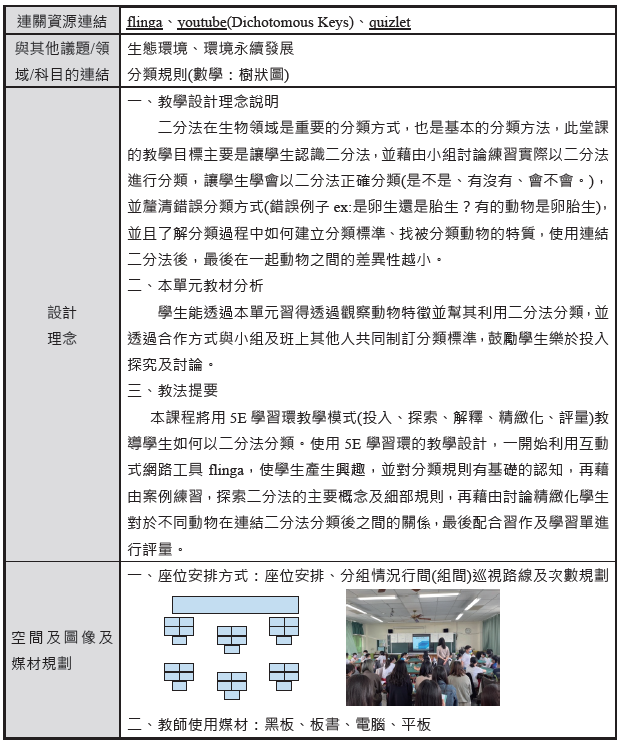 連關資源連結
flinga、youtube(Dichotomous Keys)、quizlet
與其他議題/領
域/科目的連結
生態環境、環境永續發展
分類規則(數學：樹狀圖)
設計
理念
一、教學設計理念說明
二分法在生物領域是重要的分類方式，也是基本的分類方法，此堂課
的教學目標主要是讓學生認識二分法，並藉由小組討論練習實際以二分法
進行分類，讓學生學會以二分法正確分類(是不是、有沒有、會不會。)，
並釐清錯誤分類方式(錯誤例子 ex:是卵生還是胎生？有的動物是卵胎生)，
並且了解分類過程中如何建立分類標準、找被分類動物的特質，使用連結
二分法後，最後在一起動物之間的差異性越小。
二、本單元教材分析
學生能透過本單元習得透過觀察動物特徵並幫其利用二分法分類，並
透過合作方式與小組及班上其他人共同制訂分類標準，鼓勵學生樂於投入
探究及討論。
三、教法提要
本課程將用 5E 學習環教學模式(投入、探索、解釋、精緻化、評量)教
導學生如何以二分法分類。使用 5E 學習環的教學設計，一開始利用互動
式網路工具 flinga，使學生產生興趣，並對分類規則有基礎的認知，再藉
由案例練習，探索二分法的主要概念及細部規則，再藉由討論精緻化學生
對於不同動物在連結二分法分類後之間的關係，最後配合習作及學習單進
行評量。
空間及圖像及
媒材規劃
一、座位安排方式：座位安排、分組情況行間(組間)巡視路線及次數規劃
二、教師使用媒材：黑板、板書、電腦、平板